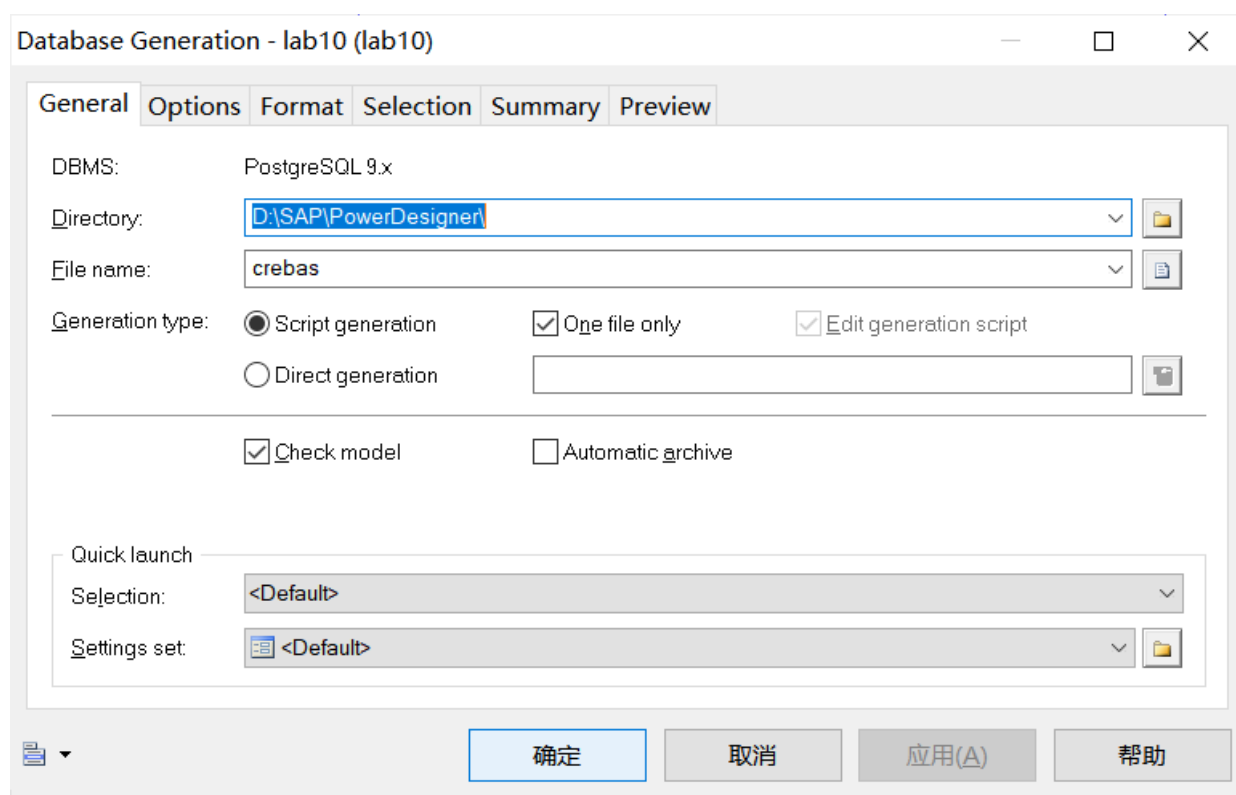 Database Generation - lab10 (lab10)
General Options Format Selection Summary Preview
DBMS: PostgreSQL 9.x
Directory: D:\SAP\PowerDesigner\
File name: crebas
Generation type: Script generation One file only Edit generation script
Direct generation
Check model Automatic archive
Quick launch
Selection: <Default>
Settings set: <Default>
确定 取消 应用(A) 帮助